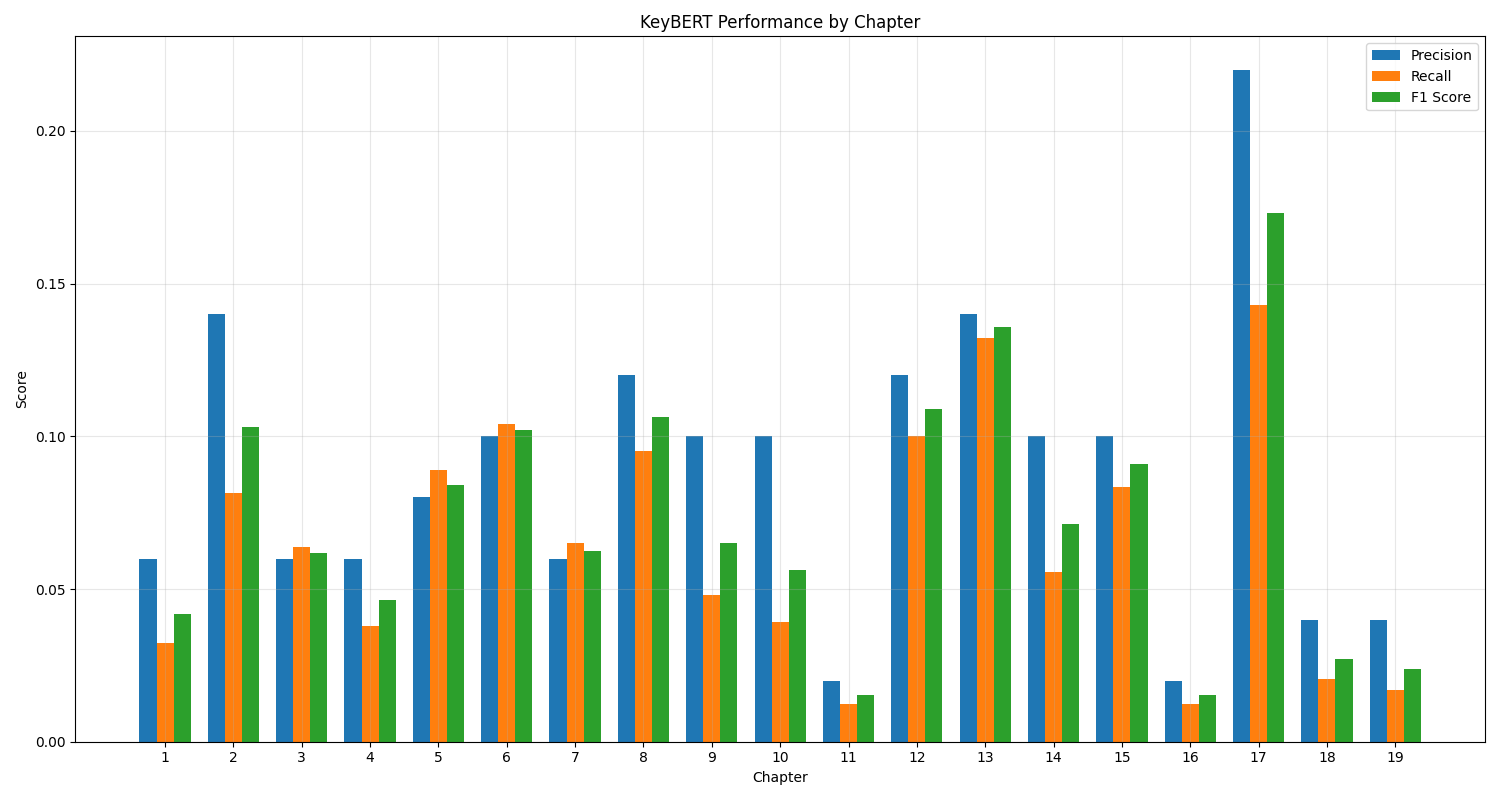 KeyBERT Performance by Chapter
Precision
Recall
F1 Score
Score
0.20
0.15
0.10
0.05
0.00
1 2 3 4 5 6 7 8 9 10 11 12 13 14 15 16 17 18 19
Chapter